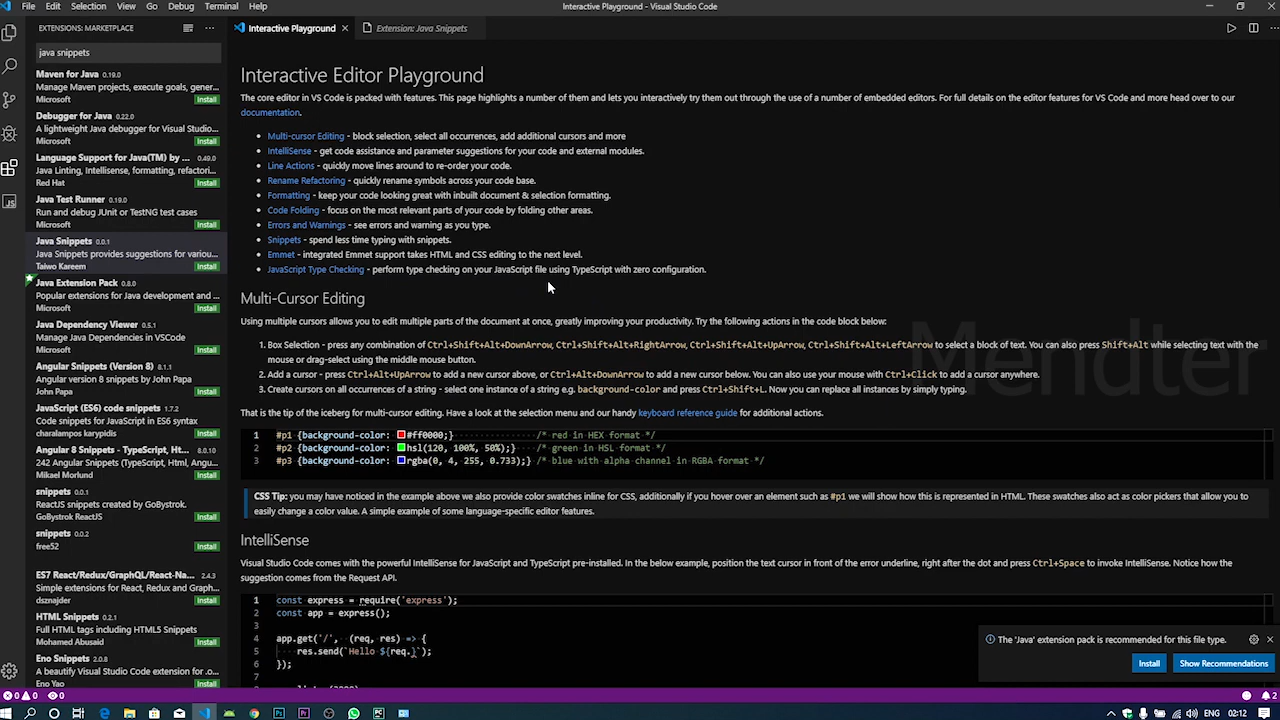 File Edit Selection View Go Debug Terminal Help
Interactive Playground - Visual Studio Code
EXTENSIONS: MARKETPLACE
java snippets
Maven for Java 0.19.0
Manage Maven projects, execute goals, gener...
Microsoft Install
Debugger for Java 0.22.0
A lightweight Java debugger for Visual Studio...
Microsoft Install
Language Support for Java(TM) by ... 0.49.0
Java Linting, Intellisense, formatting, refactori...
Red Hat Install
Java Test Runner 0.19.0
Run and debug JUnit or TestNG test cases
Microsoft Install
Java Snippets 0.0.1
Java Snippets provides suggestions for variou...
Taiwo Kareem Install
Java Extension Pack 0.8.0
Popular extensions for Java development and ...
Microsoft Install
Java Dependency Viewer 0.5.1
Manage Java Dependencies in VSCode
Microsoft Install
Angular Snippets (Version 8) 8.1.1
Angular version 8 snippets by John Papa
John Papa Install
JavaScript (ES6) code snippets 1.7.2
Code snippets for JavaScript in ES6 syntax
charalampos karypidis Install
Angular 8 Snippets - TypeScript, Ht... 8.0.10
242 Angular Snippets (TypeScript, Html, Angu...
Mikael Morlund Install
snippets 0.0.1
ReactJS snippets created by GoBystrok.
GoBystrok ReactJS Install
snippets 0.0.2
free52 Install
ES7 React/Redux/GraphQL/React-Na... 2.4.3
Simple extensions for React, Redux and Graph...
dsznajder Install
HTML Snippets 0.2.1
Full HTML tags including HTML5 Snippets
Mohamed Abusaid Install
Eno Snippets 2.0.8
A beautify Visual Studio Code extension for .o...
Eno Yao Install
Interactive Playground
Extension: Java Snippets
Interactive Editor Playground
The core editor in VS Code is packed with features. This page highlights a number of them and lets you interactively try them out through the use of a number of embedded editors. For full details on the editor features for VS Code and more head over to our
documentation.
• Multi-cursor Editing - block selection, select all occurrences, add additional cursors and more
• IntelliSense - get code assistance and parameter suggestions for your code and external modules.
• Line Actions - quickly move lines around to re-order your code.
• Rename Refactoring - quickly rename symbols across your code base.
• Formatting - keep your code looking great with inbuilt document & selection formatting.
• Code Folding - focus on the most relevant parts of your code by folding other areas.
• Errors and Warnings - see errors and warning as you type.
• Snippets - spend less time typing with snippets.
• Emmet - integrated Emmet support takes HTML and CSS editing to the next level.
• JavaScript Type Checking - perform type checking on your JavaScript file using TypeScript with zero configuration.
Multi-Cursor Editing
Using multiple cursors allows you to edit multiple parts of the document at once, greatly improving your productivity. Try the following actions in the code block below:
1. Box Selection - press any combination of Ctrl+Shift+Alt+DownArrow, Ctrl+Shift+Alt+RightArrow, Ctrl+Shift+Alt+UpArrow, Ctrl+Shift+Alt+LeftArrow to select a block of text. You can also press Shift+Alt while selecting text with the
mouse or drag-select using the middle mouse button.
2. Add a cursor - press Ctrl+Alt+UpArrow to add a new cursor above, or Ctrl+Alt+DownArrow to add a new cursor below. You can also use your mouse with Ctrl+Click to add a cursor anywhere.
3. Create cursors on all occurrences of a string - select one instance of a string e.g. background-color and press Ctrl+Shift+L. Now you can replace all instances by simply typing.
Mendter
That is the tip of the iceberg for multi-cursor editing. Have a look at the selection menu and our handy keyboard reference guide for additional actions.
1 #p1 {background-color: #ff0000;} /* red in HEX format */
2 #p2 {background-color: hsl(120, 100%, 50%);} /* green in HSL format */
3 #p3 {background-color: rgba(0, 4, 255, 0.733);} /* blue with alpha channel in RGBA format */
CSS Tip: you may have noticed in the example above we also provide color swatches inline for CSS, additionally if you hover over an element such as #p1 we will show how this is represented in HTML. These swatches also act as color pickers that allow you to
easily change a color value. A simple example of some language-specific editor features.
IntelliSense
Visual Studio Code comes with the powerful IntelliSense for JavaScript and TypeScript pre-installed. In the below example, position the text cursor in front of the error underline, right after the dot and press Ctrl+Space to invoke IntelliSense. Notice how the
suggestion comes from the Request API.
1 const express = require('express');
2 const app = express();
3
4 app.get('/', (req, res) => {
5 res.send(`Hello ${req.}`);
6 });
7
The 'Java' extension pack is recommended for this file type.
Install Show Recommendations
0 0 0 2
ENG 02:12